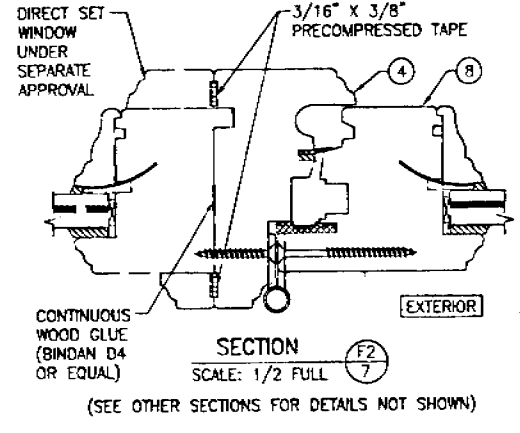 DIRECT SET
WINDOW
UNDER
SEPARATE
APPROVAL
3/16" X 3/8"
PRECOMPRESSED TAPE
4
8
CONTINUOUS
WOOD GLUE
(BINDAN D4
OR EQUAL)
EXTERIOR
SECTION
SCALE: 1/2 FULL
F2
7
(SEE OTHER SECTIONS FOR DETAILS NOT SHOWN)